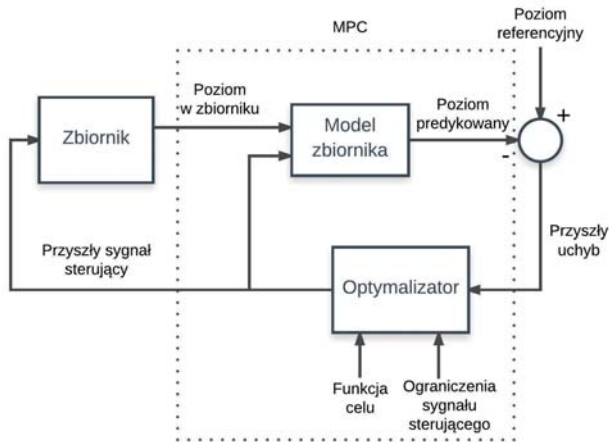 MPC
Poziom
referencyjny
Poziom
w zbiorniku
Zbiornik
Model
zbiornika
Poziom
predykowany
+
-
Przyszły sygnał
sterujący
Przyszły
uchyb
Optymalizator
Funkcja
celu
Ograniczenia
sygnału
sterującego